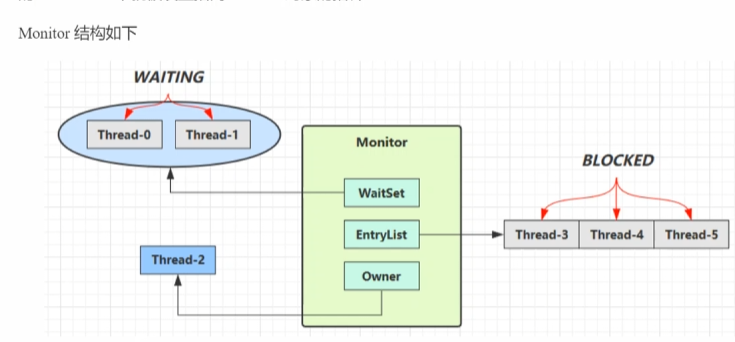 Monitor 结构如下
WAITING
Thread-0 Thread-1
Monitor
BLOCKED
WaitSet
EntryList
Thread-3 Thread-4 Thread-5
Thread-2
Owner